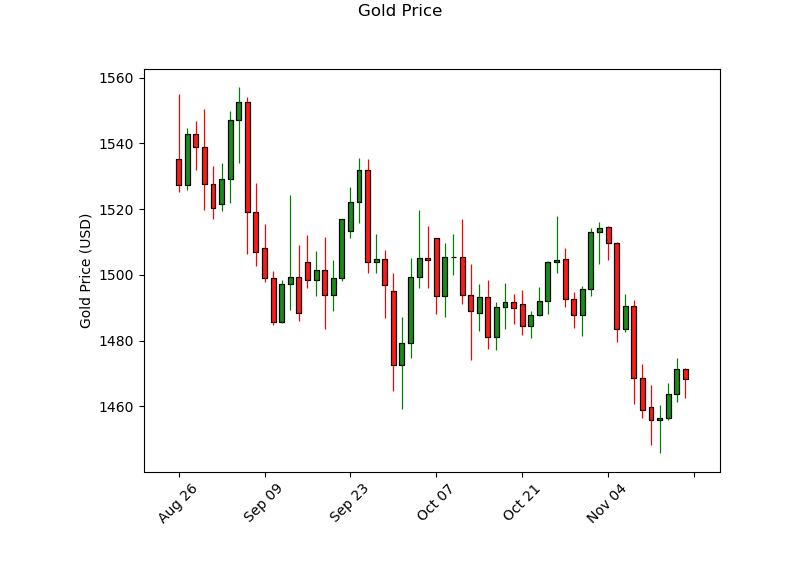 Gold Price
1560
1540
1520
1500
1480
1460
Gold Price (USD)
Aug 26
Sep 09
Sep 23
Oct 07
Oct 21
Nov 04